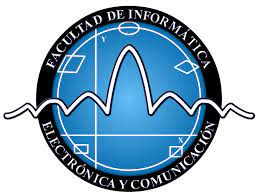 FACULTAD DE INFORMÁTICA
Y
X
ELECTRÓNICA Y COMUNICACIÓN